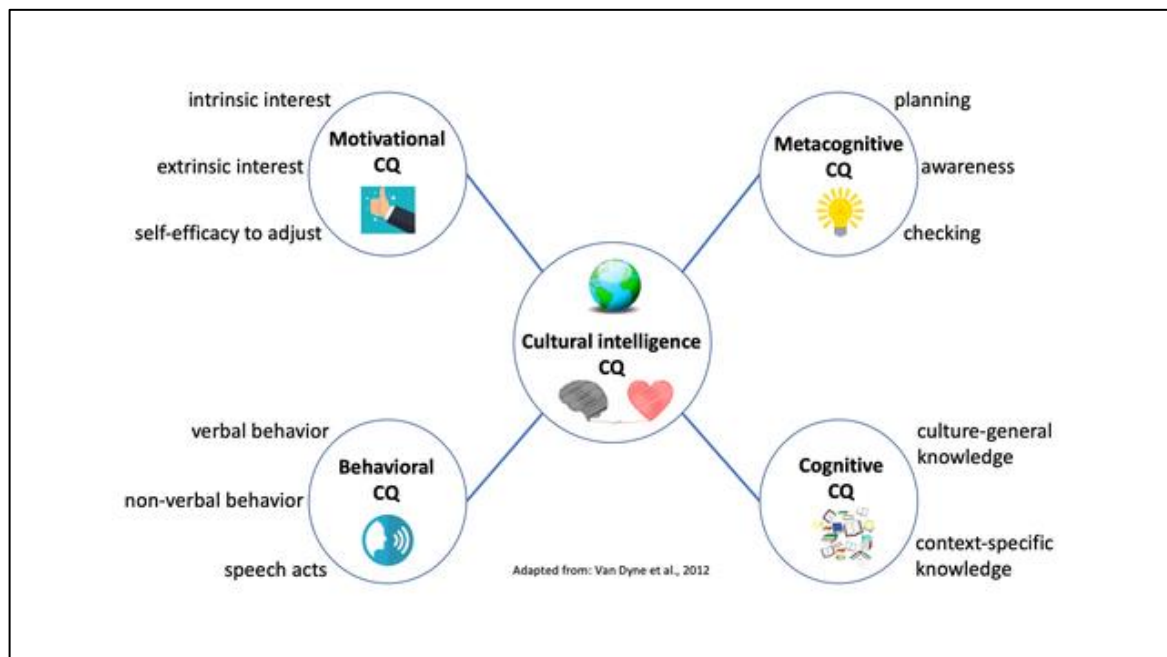 intrinsic interest
extrinsic interest
self-efficacy to adjust
Motivational
CQ
Metacognitive
CQ
planning
awareness
checking
Cultural intelligence
CQ
verbal behavior
non-verbal behavior
speech acts
Behavioral
CQ
Cognitive
CQ
culture-general
knowledge
context-specific
knowledge
Adapted from: Van Dyne et al., 2012